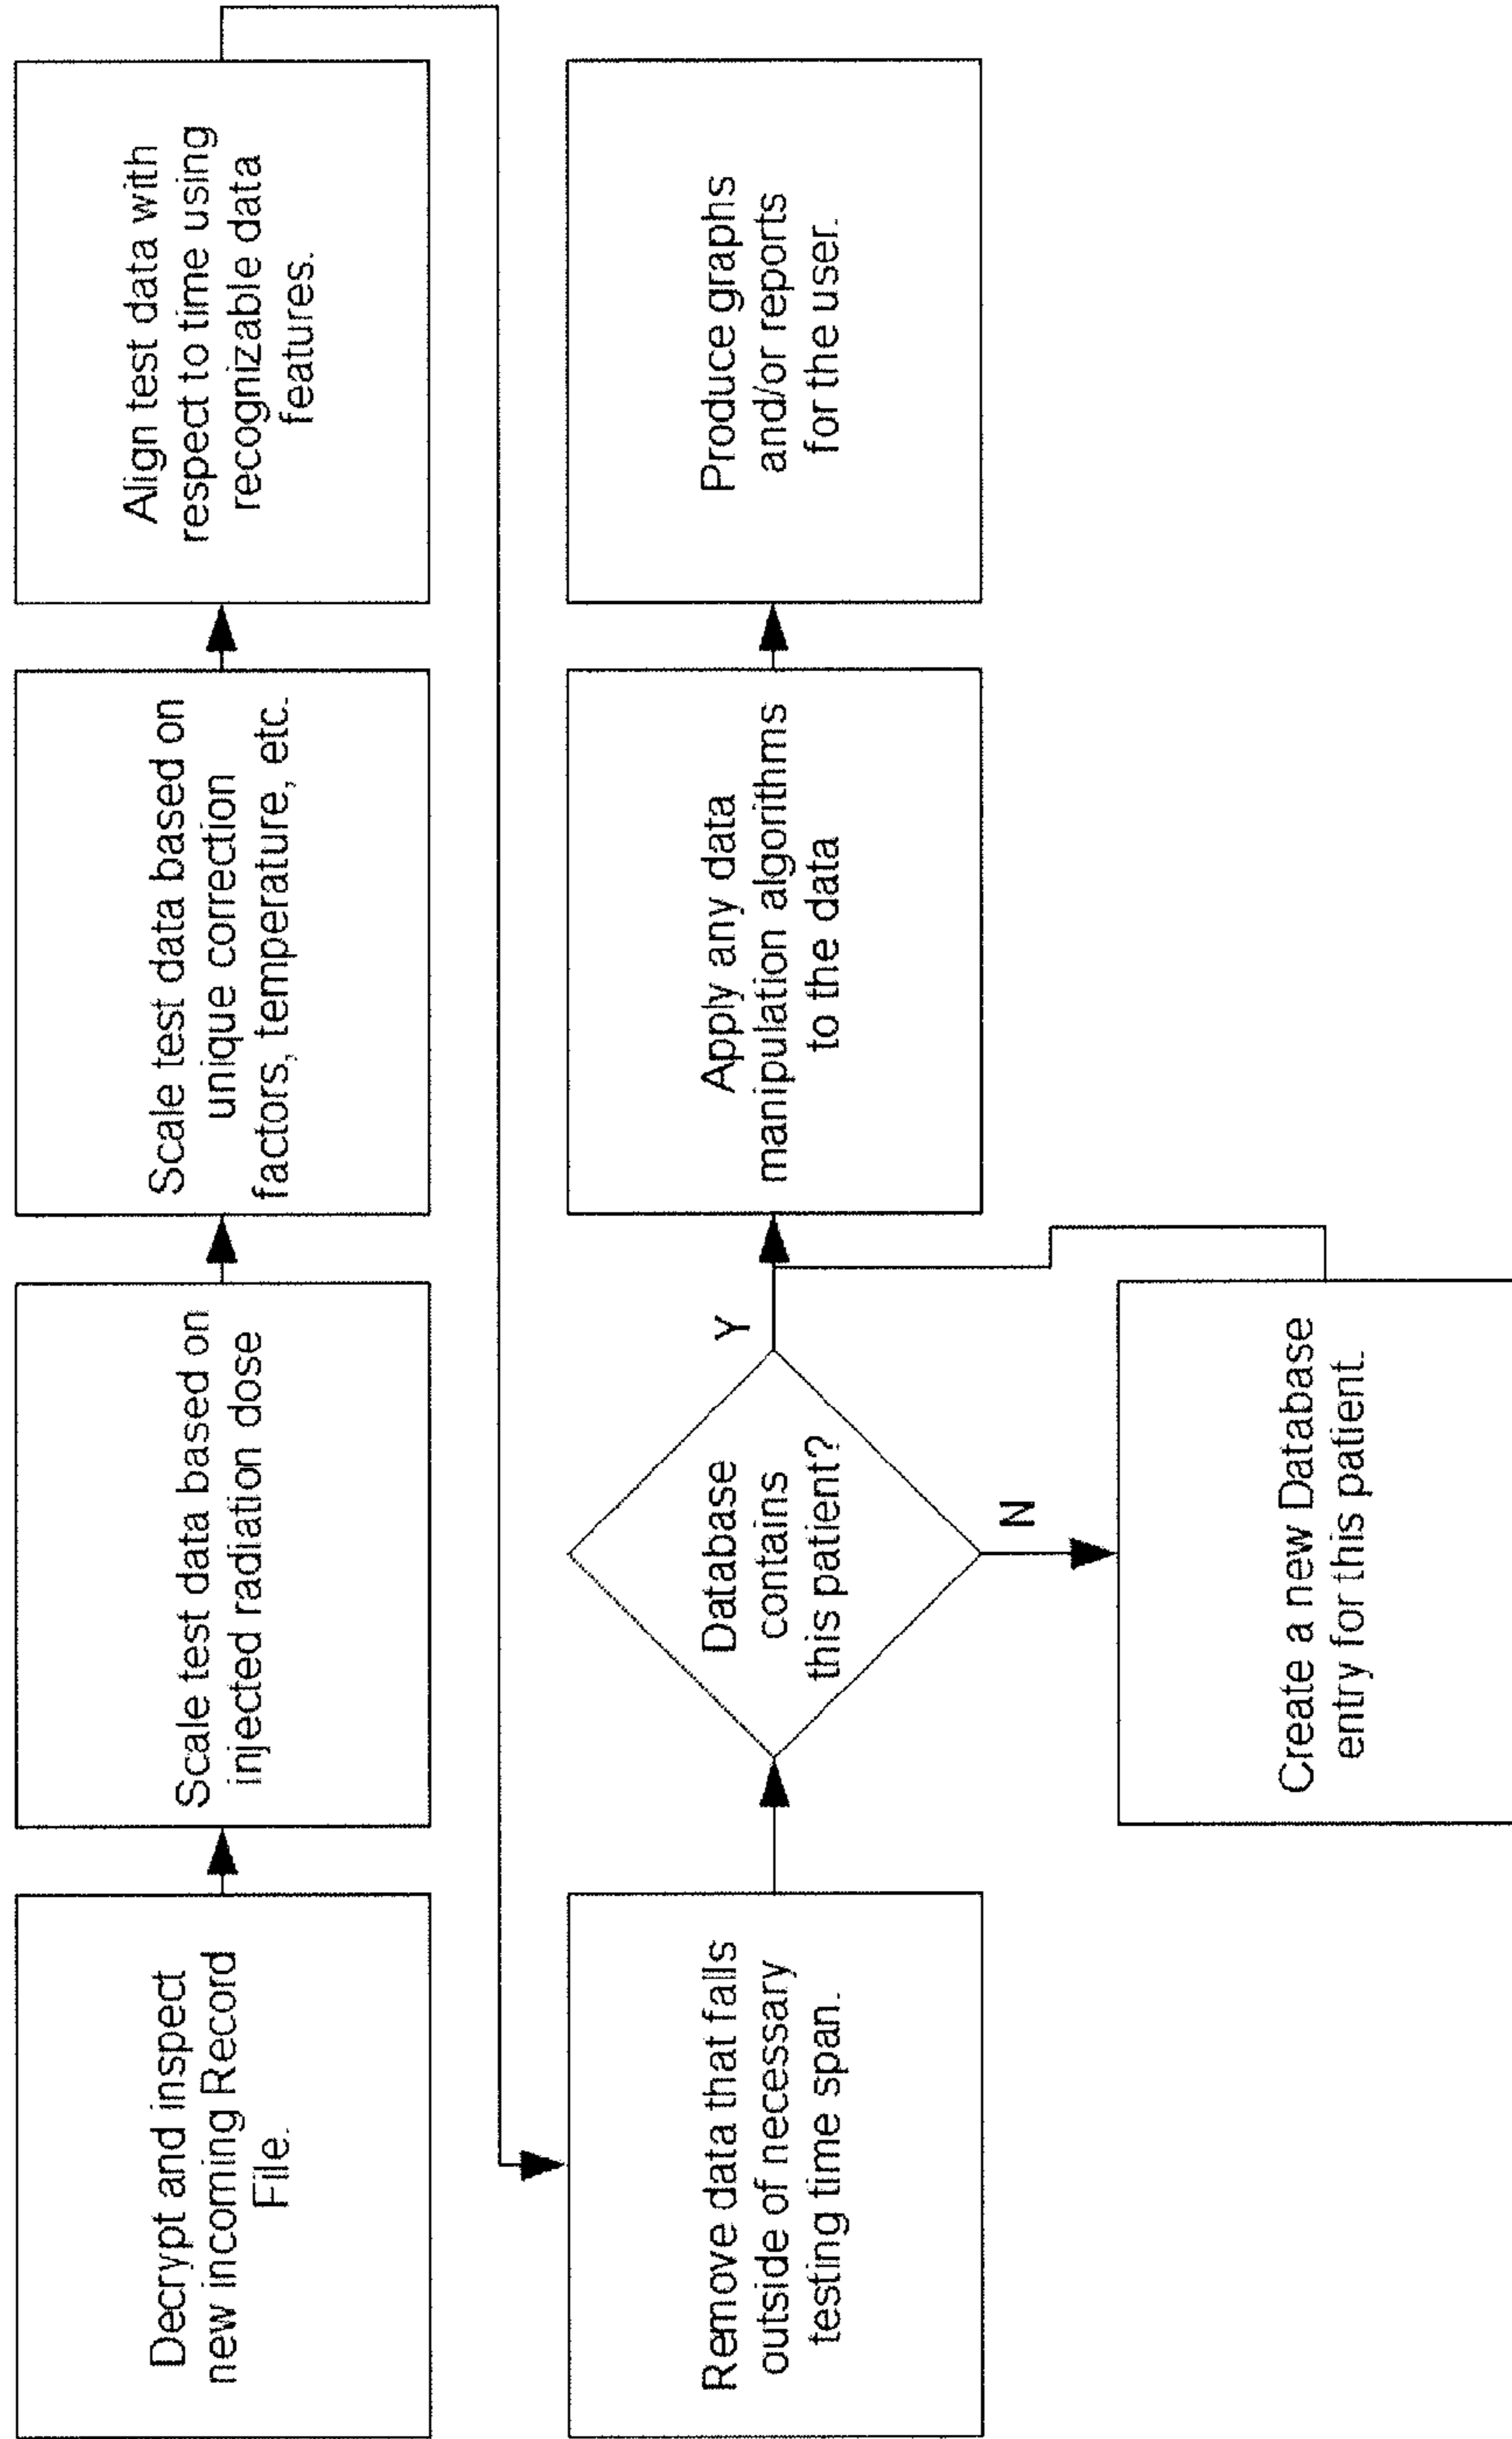 Decrypt and inspect
new incoming Record
File.
Scale test data based on
injected radiation dose
Scale test data based on
unique correction
factors, temperature, etc.
Align test data with
respect to time using
recognizable data
features.
Remove data that falls
outside of necessary
testing time span.
Database
contains
this patient?
Y
N
Create a new Database
entry for this patient.
Apply any data
manipulation algorithms
to the data
Produce graphs
and/or reports
for the user.